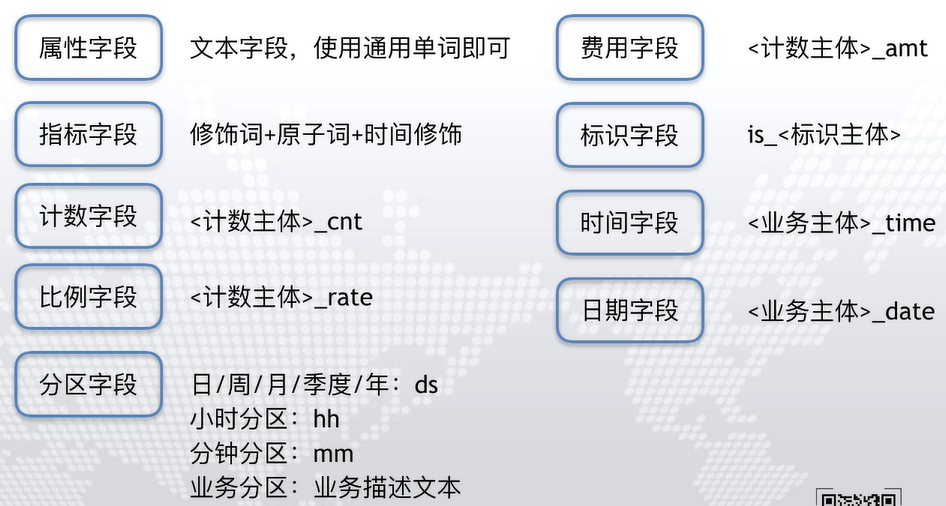 属性字段 文本字段，使用通用单词即可
指标字段 修饰词+原子词+时间修饰
计数字段 <计数主体>_cnt
比例字段 <计数主体>_rate
分区字段 日/周/月/季度/年：ds
小时分区：hh
分钟分区：mm
业务分区：业务描述文本
费用字段 <计数主体>_amt
标识字段 is_<标识主体>
时间字段 <业务主体>_time
日期字段 <业务主体>_date